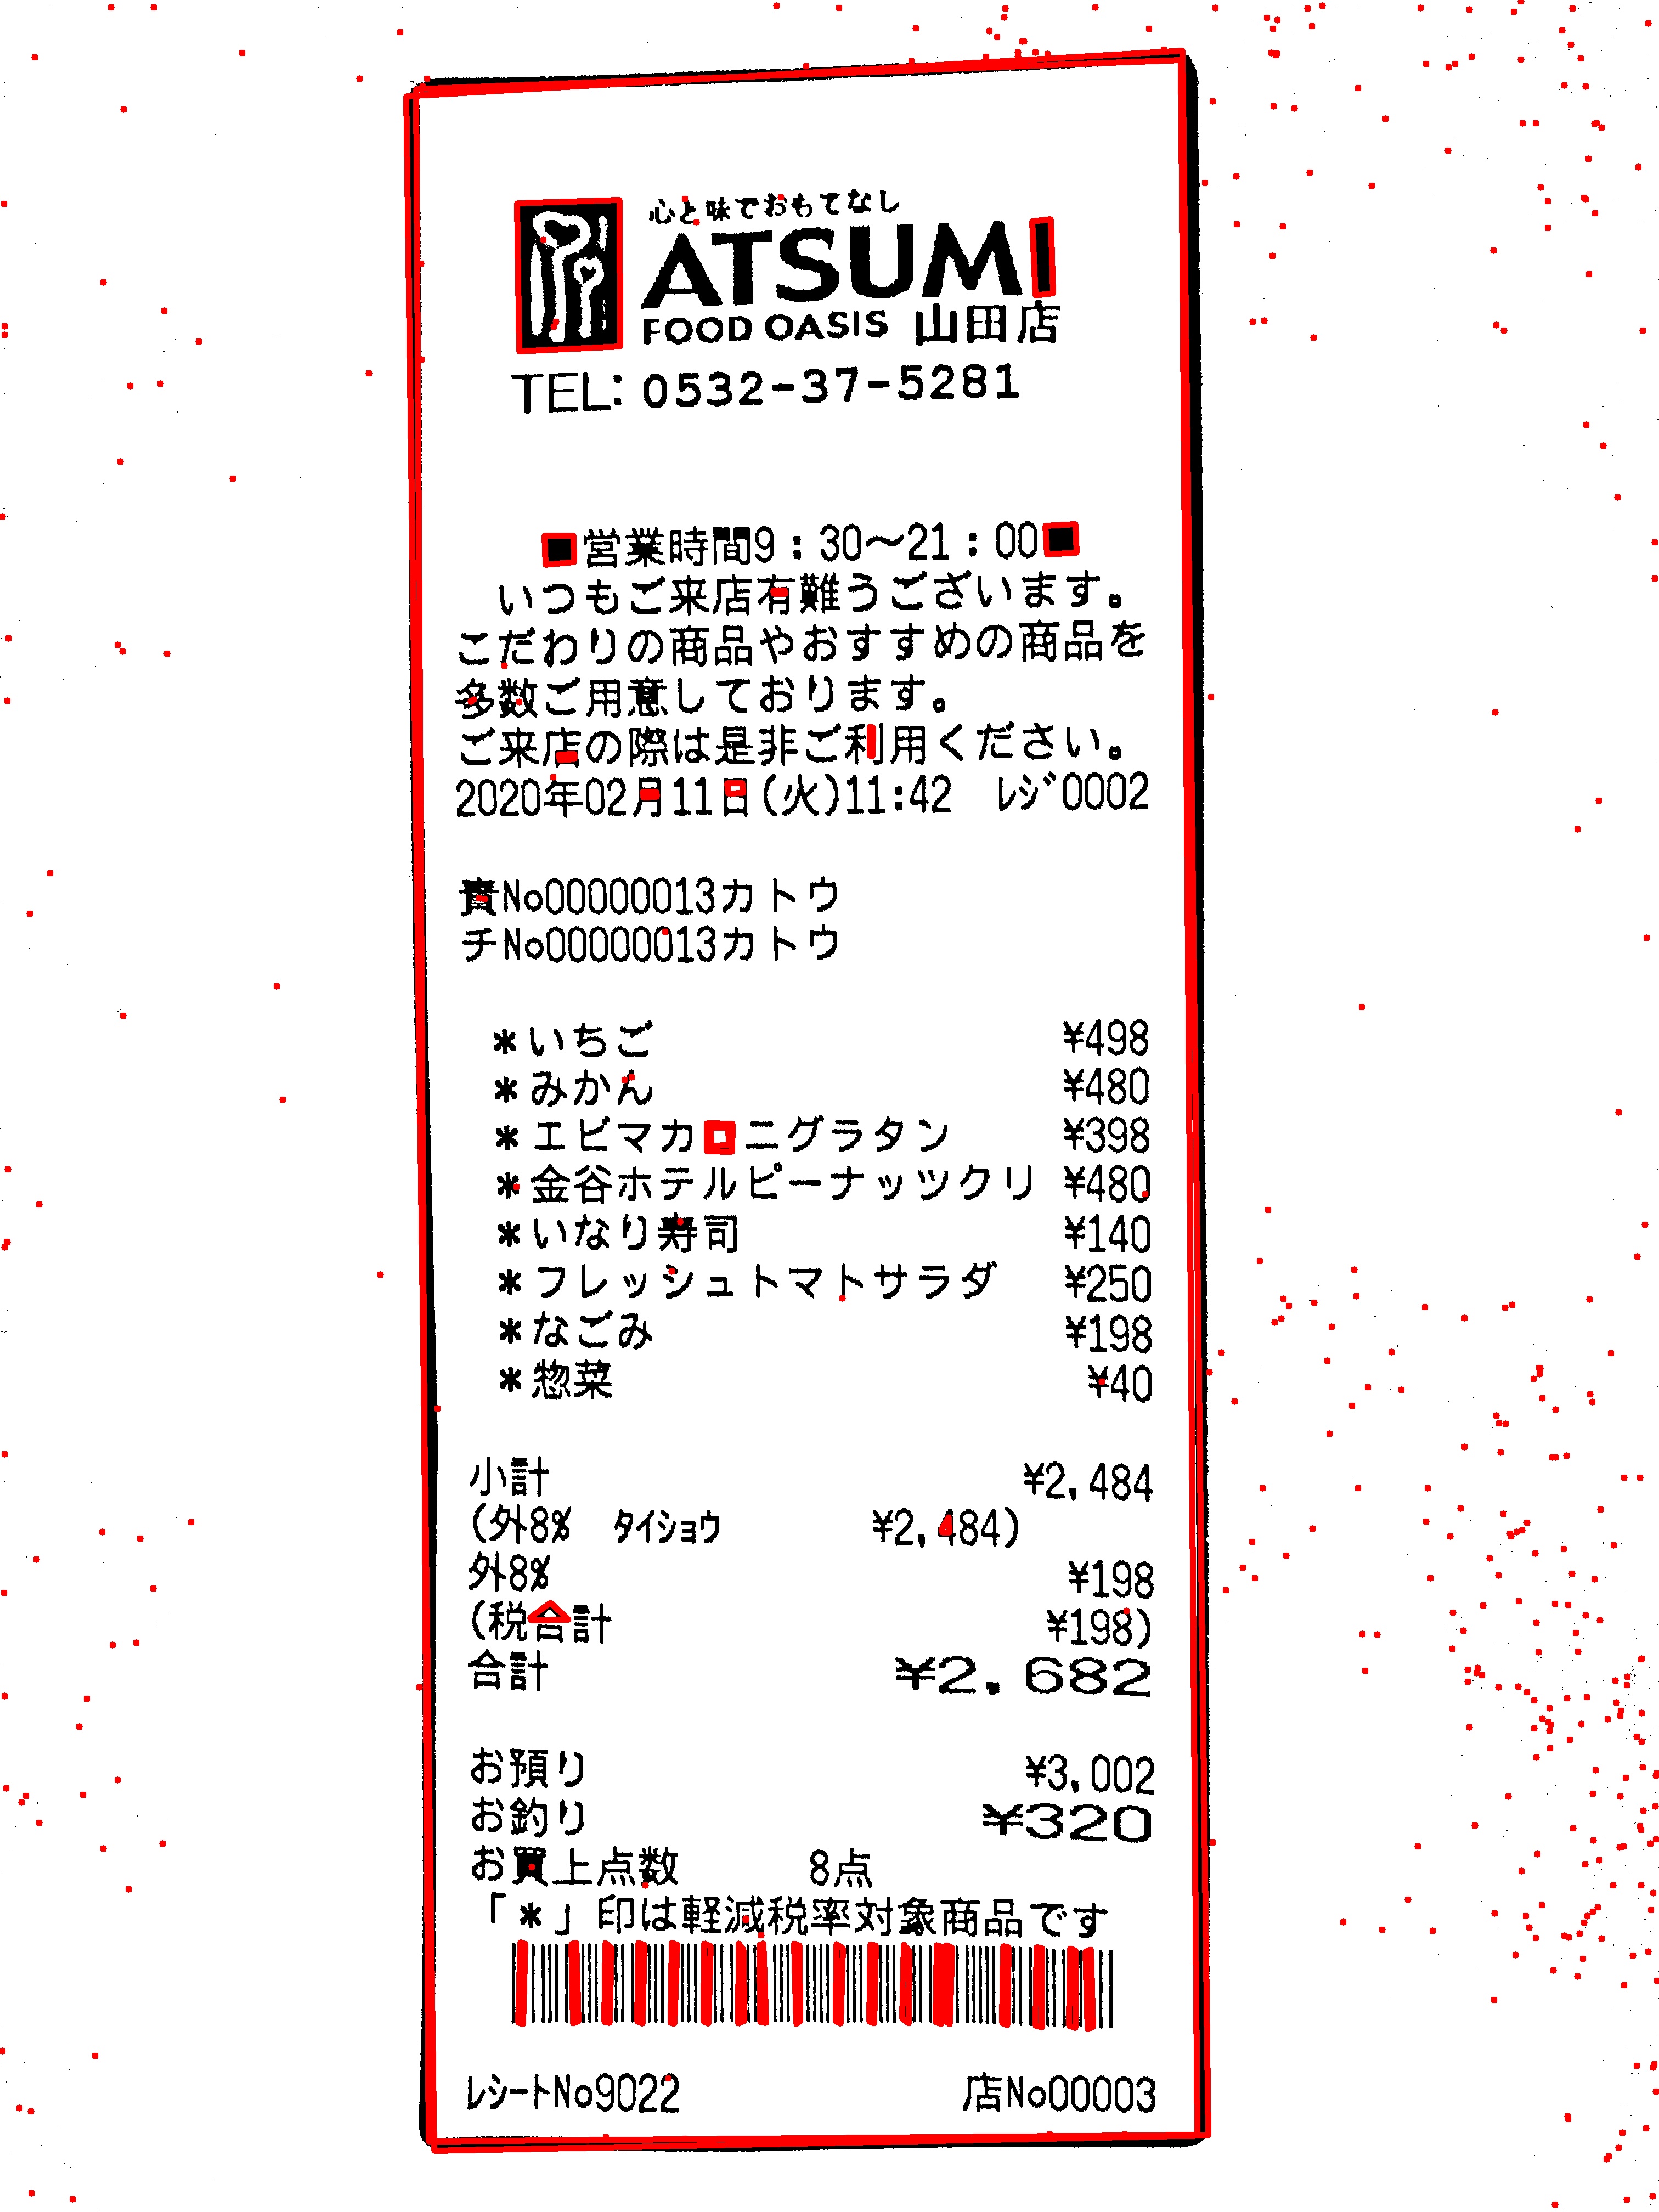 心と味でおもてなし
ATSUMI
FOOD OASIS 山田店
TEL: 0532-37-5281
■営業時間9:30～21:00■
いつもご来店有難うございます。
こだわりの商品やおすすめの商品を
多数ご用意しております。
ご来店の際は是非ご利用ください。
2020年02月11日(火)11:42 ﾚｼﾞ0002
責No00000013カトウ
チNo00000013カトウ
*いちご ¥498
*みかん ¥480
*エビマカロニグラタン ¥398
*金谷ホテルピーナッツクリ ¥480
*いなり寿司 ¥140
*フレッシュトマトサラダ ¥250
*なごみ ¥198
*惣菜 ¥40
小計 ¥2,484
(外8% ﾀｲｼｮｳ ¥2,484)
外8% ¥198
(税合計 ¥198)
合計 ¥2,682
お預り ¥3,002
お釣り ¥320
お買上点数 8点
「*」印は軽減税率対象商品です
ﾚｼｰﾄNo9022 店No00003